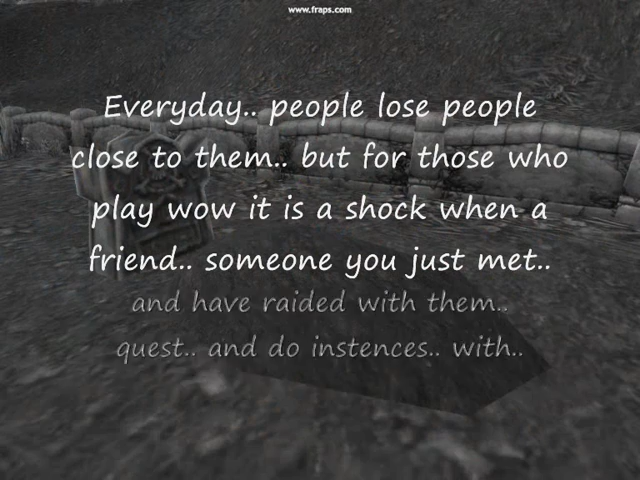 www.fraps.com
Everyday.. people lose people
close to them.. but for those who
play wow it is a shock when a
friend.. someone you just met..
and have raided with them..
quest.. and do instences.. with..